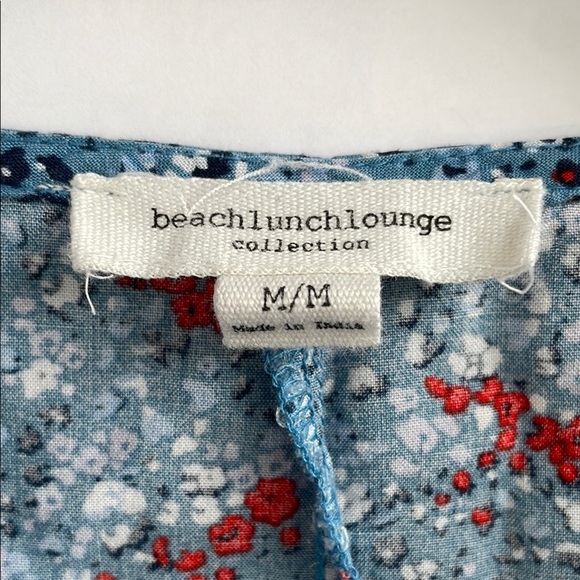 beachlunchlounge
collection
M/M
Made in India